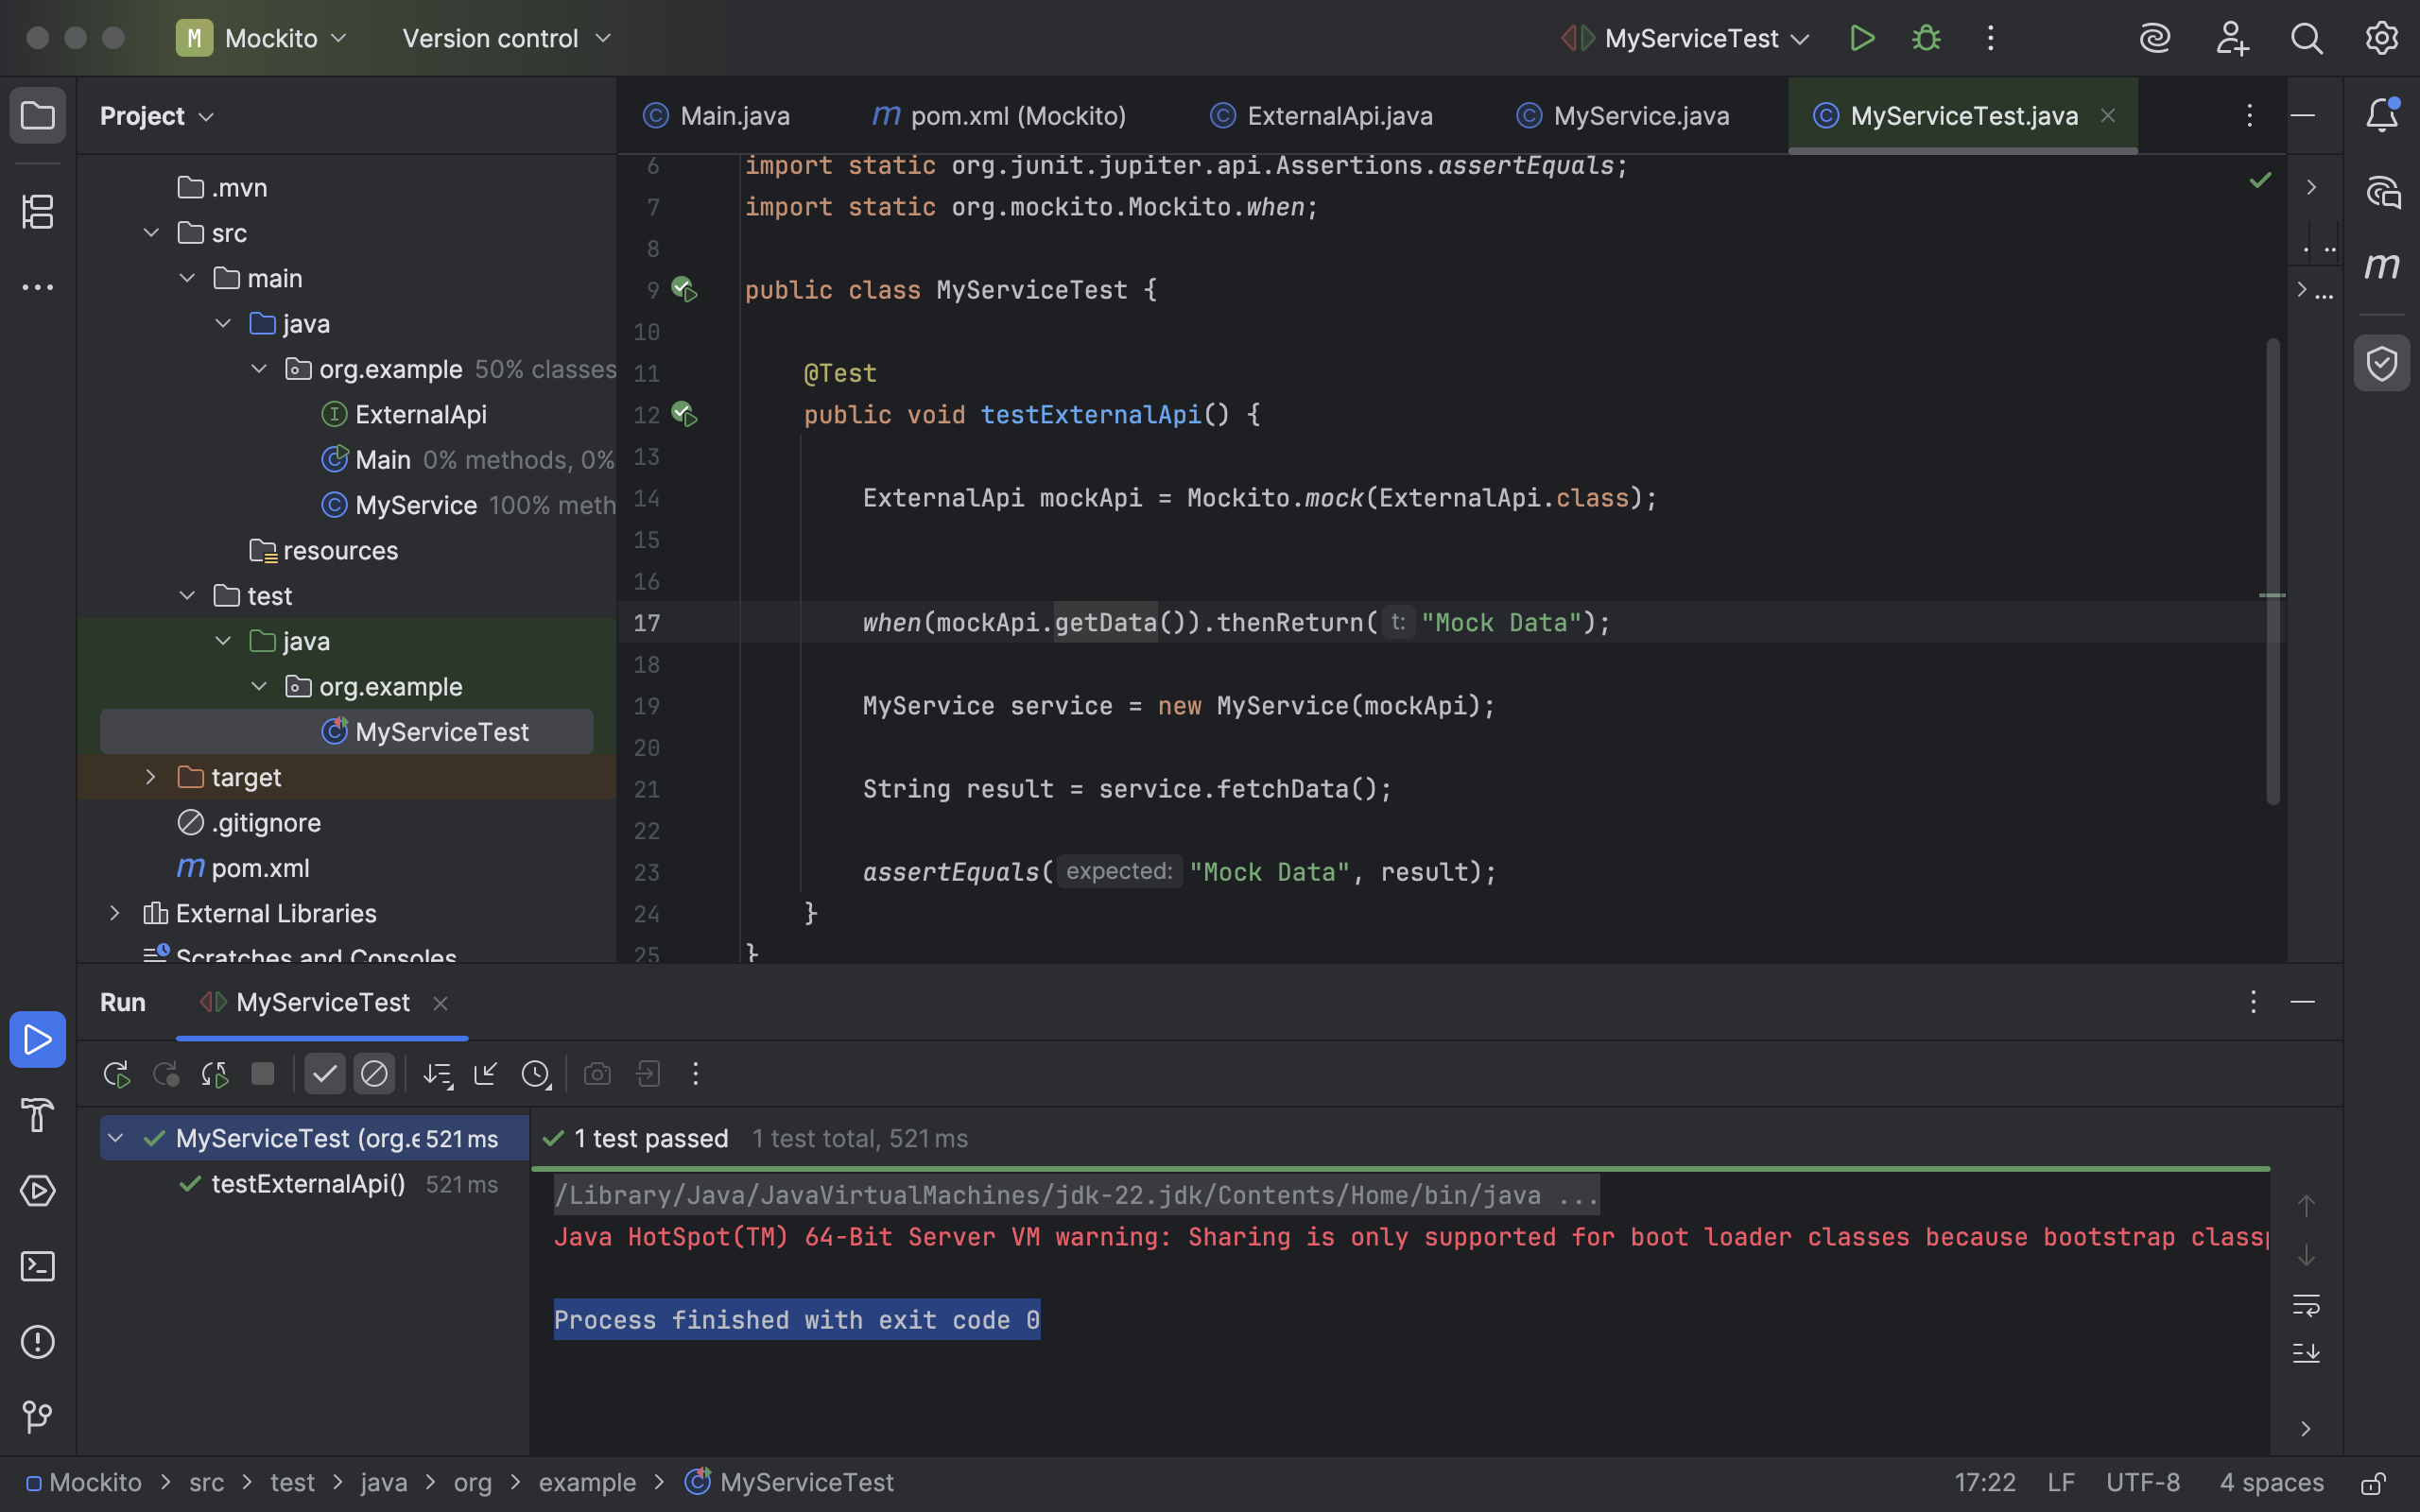 M Mockito Version control MyServiceTest
Project
Main.java pom.xml (Mockito) ExternalApi.java MyService.java MyServiceTest.java
.mvn
src
main
java
org.example 50% classes
ExternalApi
Main 0% methods, 0%
MyService 100% meth
resources
test
java
org.example
MyServiceTest
target
.gitignore
pom.xml
External Libraries
Scratches and Consoles
6 import static org.junit.jupiter.api.Assertions.assertEquals;
7 import static org.mockito.Mockito.when;
8
9 public class MyServiceTest {
10
11 @Test
12 public void testExternalApi() {
13
14 ExternalApi mockApi = Mockito.mock(ExternalApi.class);
15
16
17 when(mockApi.getData()).thenReturn( t: "Mock Data");
18
19 MyService service = new MyService(mockApi);
20
21 String result = service.fetchData();
22
23 assertEquals( expected: "Mock Data", result);
24 }
25 }
Run MyServiceTest
MyServiceTest (org.e 521 ms
testExternalApi() 521 ms
1 test passed 1 test total, 521 ms
/Library/Java/JavaVirtualMachines/jdk-22.jdk/Contents/Home/bin/java ...
Java HotSpot(TM) 64-Bit Server VM warning: Sharing is only supported for boot loader classes because bootstrap class
Process finished with exit code 0
Mockito > src > test > java > org > example > MyServiceTest
17:22 LF UTF-8 4 spaces